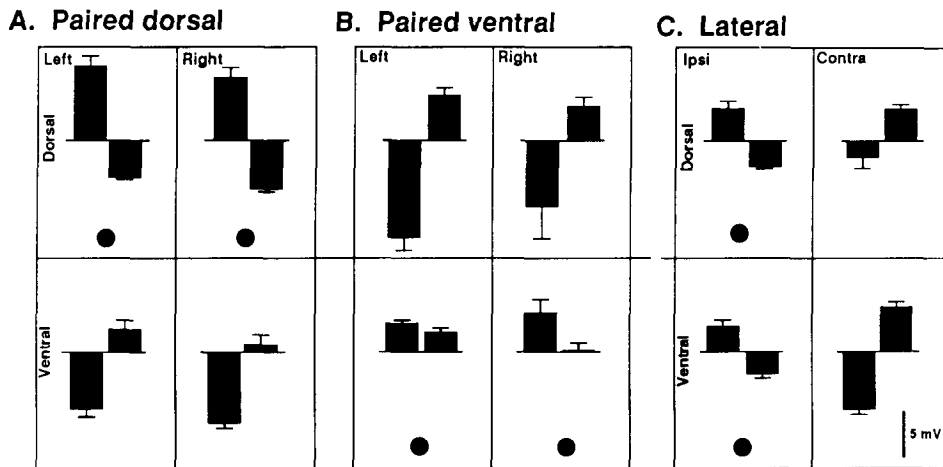 A. Paired dorsal
B. Paired ventral
C. Lateral
Left
Right
Left
Right
Ipsi
Contra
Dorsal
Dorsal
Ventral
Ventral
5 mV